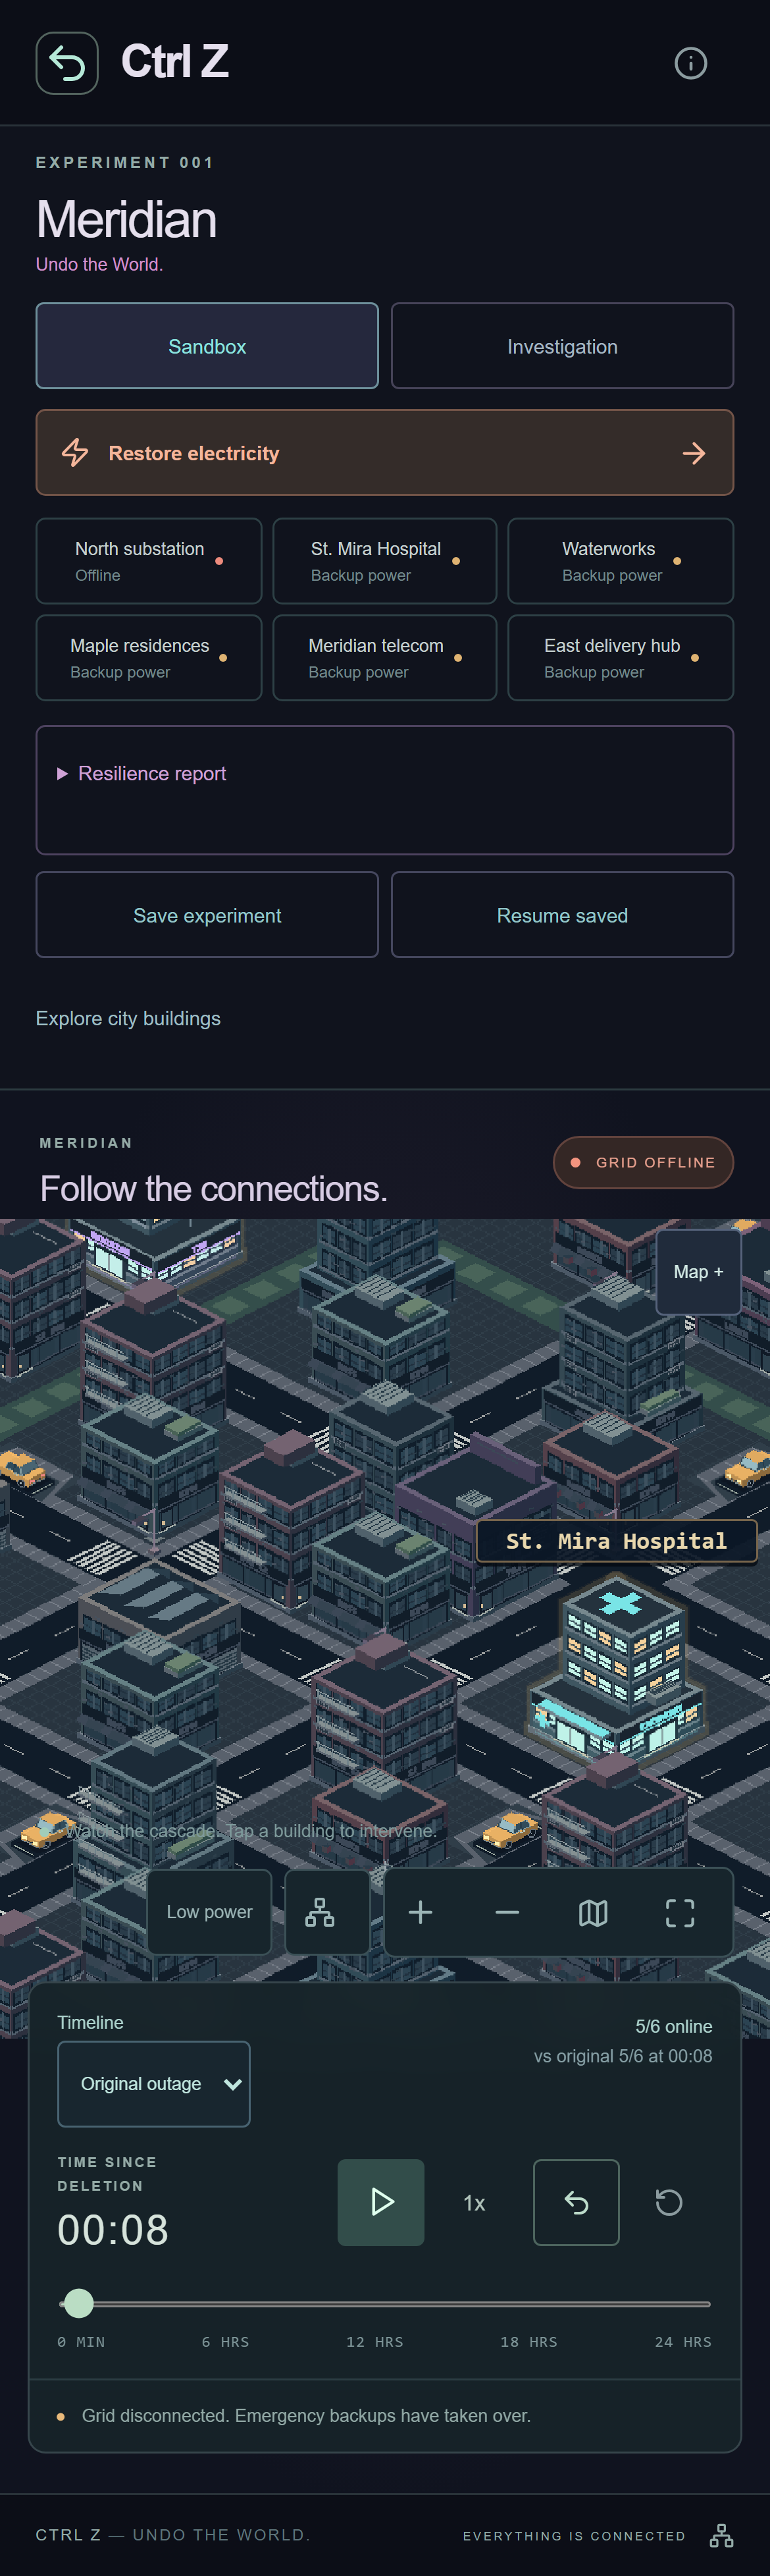 Ctrl Z
EXPERIMENT 001
Meridian
Undo the World.
Sandbox
Investigation
Restore electricity
North substation
Offline
St. Mira Hospital
Backup power
Waterworks
Backup power
Maple residences
Backup power
Meridian telecom
Backup power
East delivery hub
Backup power
Resilience report
Save experiment
Resume saved
Explore city buildings
MERIDIAN
Follow the connections.
GRID OFFLINE
Map +
St. Mira Hospital
Watch the cascade. Tap a building to intervene.
Low power
Timeline
Original outage
5/6 online
vs original 5/6 at 00:08
TIME SINCE
DELETION
00:08
1x
0 MIN
6 HRS
12 HRS
18 HRS
24 HRS
Grid disconnected. Emergency backups have taken over.
CTRL Z — UNDO THE WORLD.
EVERYTHING IS CONNECTED